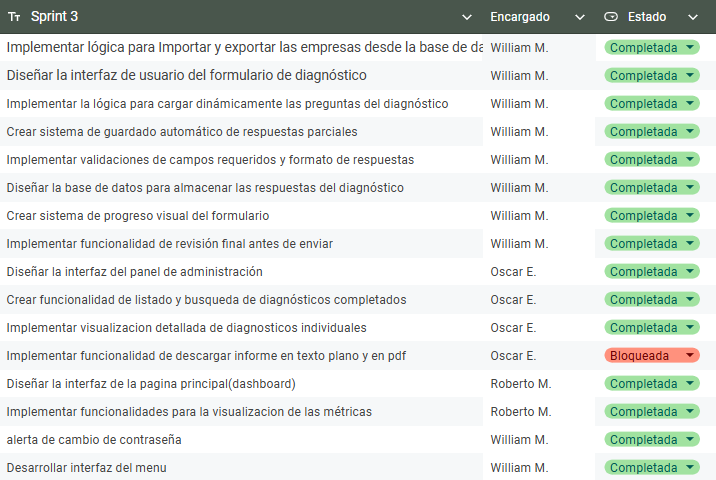 Tт Sprint 3 Encargado Estado
Implementar lógica para Importar y exportar las empresas desde la base de da William M. Completada
Diseñar la interfaz de usuario del formulario de diagnóstico William M. Completada
Implementar la lógica para cargar dinámicamente las preguntas del diagnóstico William M. Completada
Crear sistema de guardado automático de respuestas parciales William M. Completada
Implementar validaciones de campos requeridos y formato de respuestas William M. Completada
Diseñar la base de datos para almacenar las respuestas del diagnóstico William M. Completada
Crear sistema de progreso visual del formulario William M. Completada
Implementar funcionalidad de revisión final antes de enviar William M. Completada
Diseñar la interfaz del panel de administración Oscar E. Completada
Crear funcionalidad de listado y busqueda de diagnósticos completados Oscar E. Completada
Implementar visualizacion detallada de diagnosticos individuales Oscar E. Completada
Implementar funcionalidad de descargar informe en texto plano y en pdf Oscar E. Bloqueada
Diseñar la interfaz de la pagina principal(dashboard) Roberto M. Completada
Implementar funcionalidades para la visualizacion de las métricas Roberto M. Completada
alerta de cambio de contraseña William M. Completada
Desarrollar interfaz del menu William M. Completada